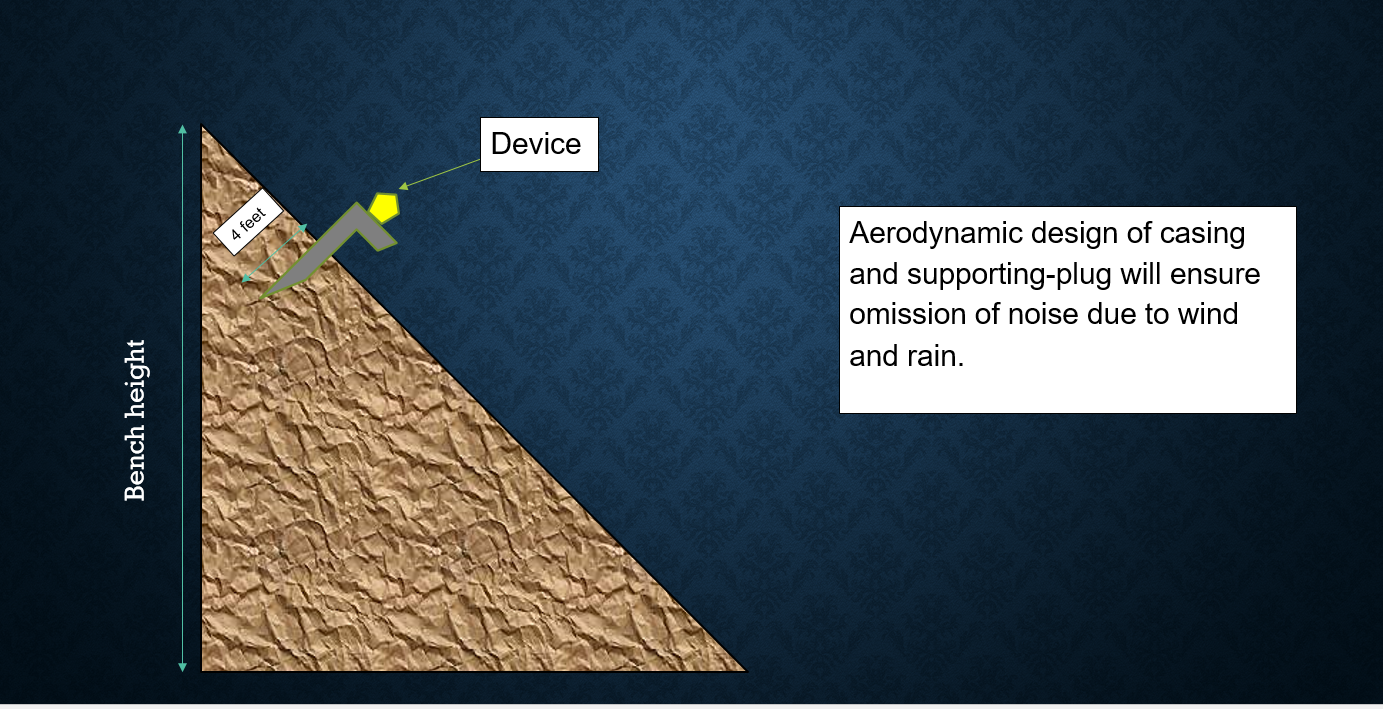 Device
4 feet
Aerodynamic design of casing
and supporting-plug will ensure
omission of noise due to wind
and rain.
Bench height